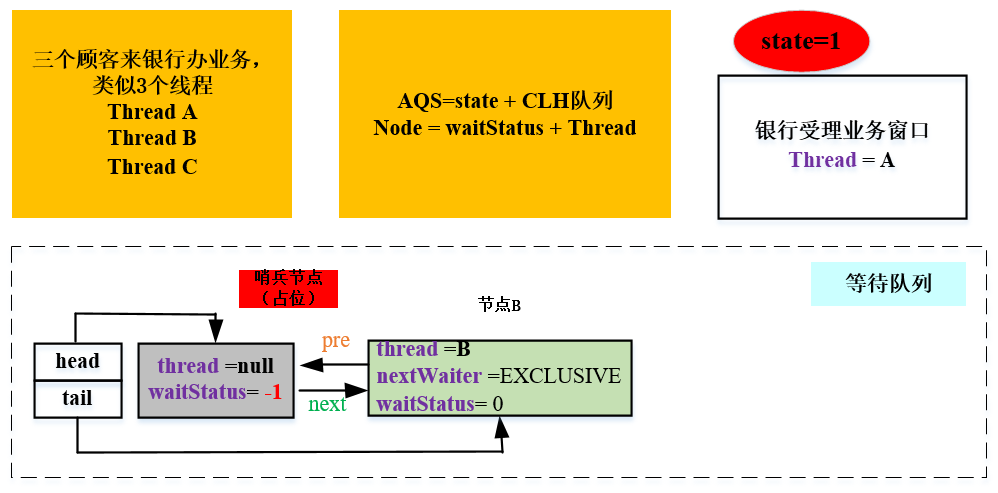 三个顾客来银行办业务，
类似3个线程
Thread A
Thread B
Thread C
AQS=state + CLH队列
Node = waitStatus + Thread
state=1
银行受理业务窗口
Thread = A
哨兵节点
（占位）
等待队列
节点B
head
tail
thread =null
waitStatus= -1
pre
next
thread =B
nextWaiter =EXCLUSIVE
waitStatus= 0